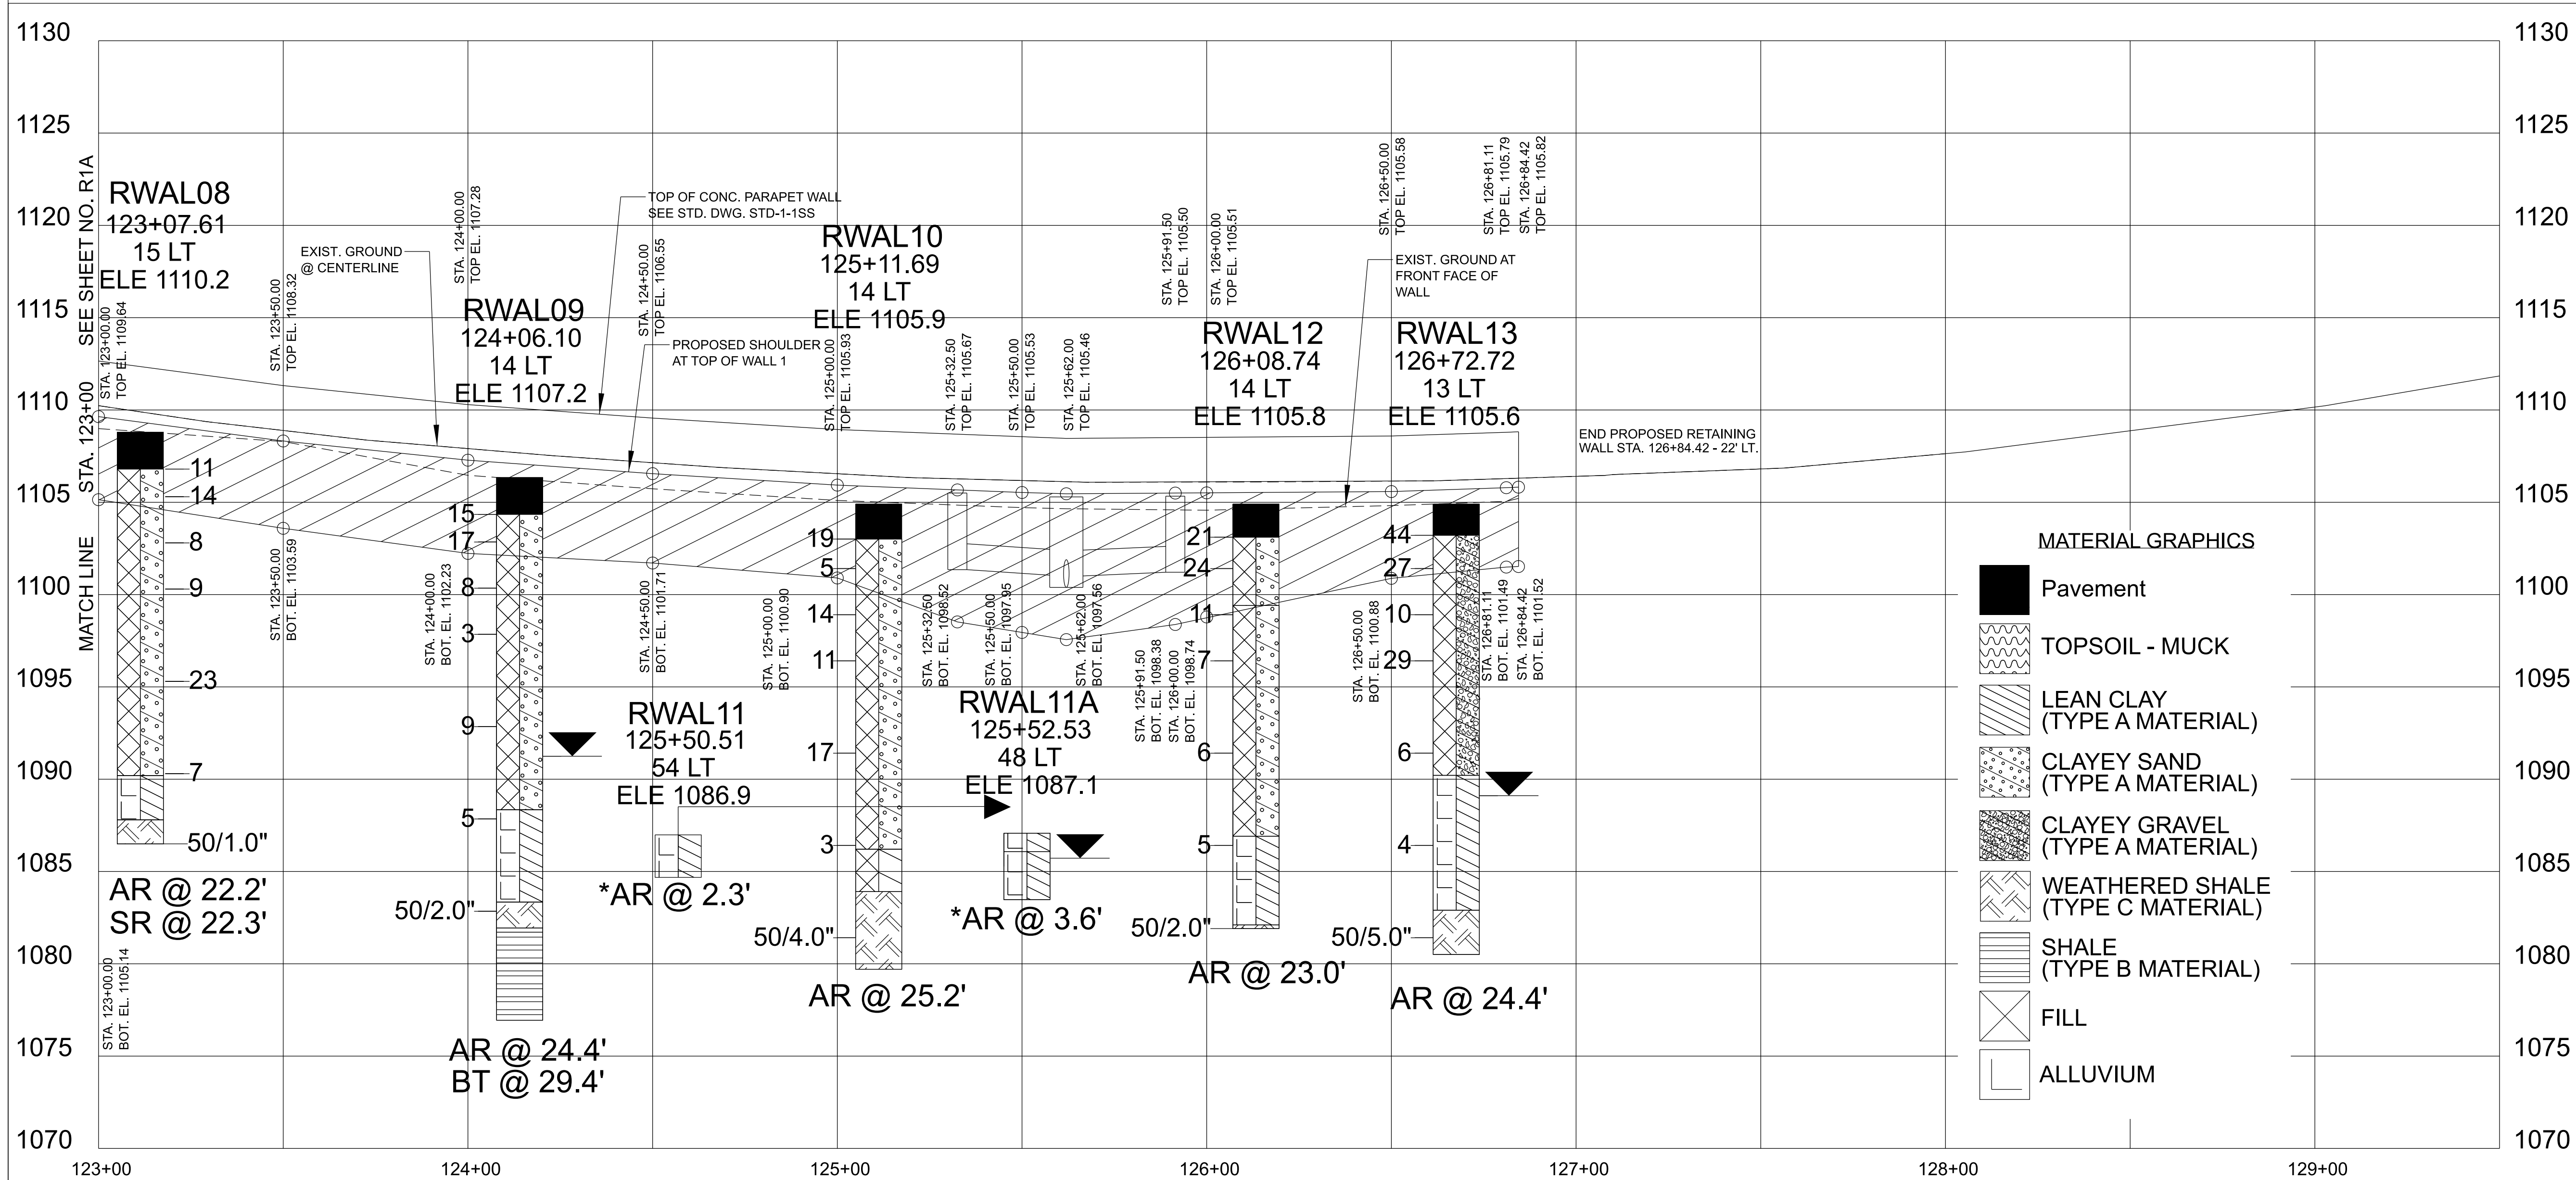 1130
1125
1120
1115
1110
1105
1100
1095
1090
1085
1080
1075
1070
MATCH LINE STA. 123+00 SEE SHEET NO. R1A
RWAL08
123+07.61
15 LT
ELE 1110.2
STA. 123+00.00
TOP EL. 1109.64
11
14
8
9
23
7
50/1.0"
AR @ 22.2'
SR @ 22.3'
STA. 123+00.00
BOT. EL. 1105.14
STA. 123+50.00
TOP EL. 1108.32
STA. 123+50.00
BOT. EL. 1103.59
EXIST. GROUND
@ CENTERLINE
STA. 124+00.00
TOP EL. 1107.28
RWAL09
124+06.10
14 LT
ELE 1107.2
15
17
8
3
9
5
50/2.0"
AR @ 24.4'
BT @ 29.4'
STA. 124+00.00
BOT. EL. 1102.23
TOP OF CONC. PARAPET WALL
SEE STD. DWG. STD-1-1SS
STA. 124+50.00
TOP EL. 1106.55
PROPOSED SHOULDER
AT TOP OF WALL 1
STA. 124+50.00
BOT. EL. 1101.71
RWAL11
125+50.51
54 LT
ELE 1086.9
*AR @ 2.3'
RWAL10
125+11.69
14 LT
ELE 1105.9
STA. 125+00.00
TOP EL. 1105.93
STA. 125+00.00
BOT. EL. 1100.90
19
5
14
11
17
3
50/4.0"
AR @ 25.2'
STA. 125+32.50
TOP EL. 1105.67
STA. 125+50.00
TOP EL. 1105.53
STA. 125+62.00
TOP EL. 1105.46
STA. 125+32.50
BOT. EL. 1098.52
STA. 125+50.00
BOT. EL. 1097.95
STA. 125+62.00
BOT. EL. 1097.56
RWAL11A
125+52.53
48 LT
ELE 1087.1
*AR @ 3.6'
STA. 125+91.50
TOP EL. 1105.50
STA. 126+00.00
TOP EL. 1105.51
RWAL12
126+08.74
14 LT
ELE 1105.8
21
24
11
7
6
5
50/2.0"
AR @ 23.0'
STA. 125+91.50
BOT. EL. 1098.38
STA. 126+00.00
BOT. EL. 1098.74
STA. 126+50.00
TOP EL. 1105.58
EXIST. GROUND AT
FRONT FACE OF
WALL
RWAL13
126+72.72
13 LT
ELE 1105.6
44
27
10
29
6
4
50/5.0"
AR @ 24.4'
STA. 126+50.00
BOT. EL. 1100.88
STA. 126+81.11
TOP EL. 1105.79
STA. 126+84.42
TOP EL. 1105.82
STA. 126+81.11
BOT. EL. 1101.49
STA. 126+84.42
BOT. EL. 1101.52
END PROPOSED RETAINING
WALL STA. 126+84.42 - 22' LT.
MATERIAL GRAPHICS
Pavement
TOPSOIL - MUCK
LEAN CLAY
(TYPE A MATERIAL)
CLAYEY SAND
(TYPE A MATERIAL)
CLAYEY GRAVEL
(TYPE A MATERIAL)
WEATHERED SHALE
(TYPE C MATERIAL)
SHALE
(TYPE B MATERIAL)
FILL
ALLUVIUM
1130
1125
1120
1115
1110
1105
1100
1095
1090
1085
1080
1075
1070
123+00
124+00
125+00
126+00
127+00
128+00
129+00